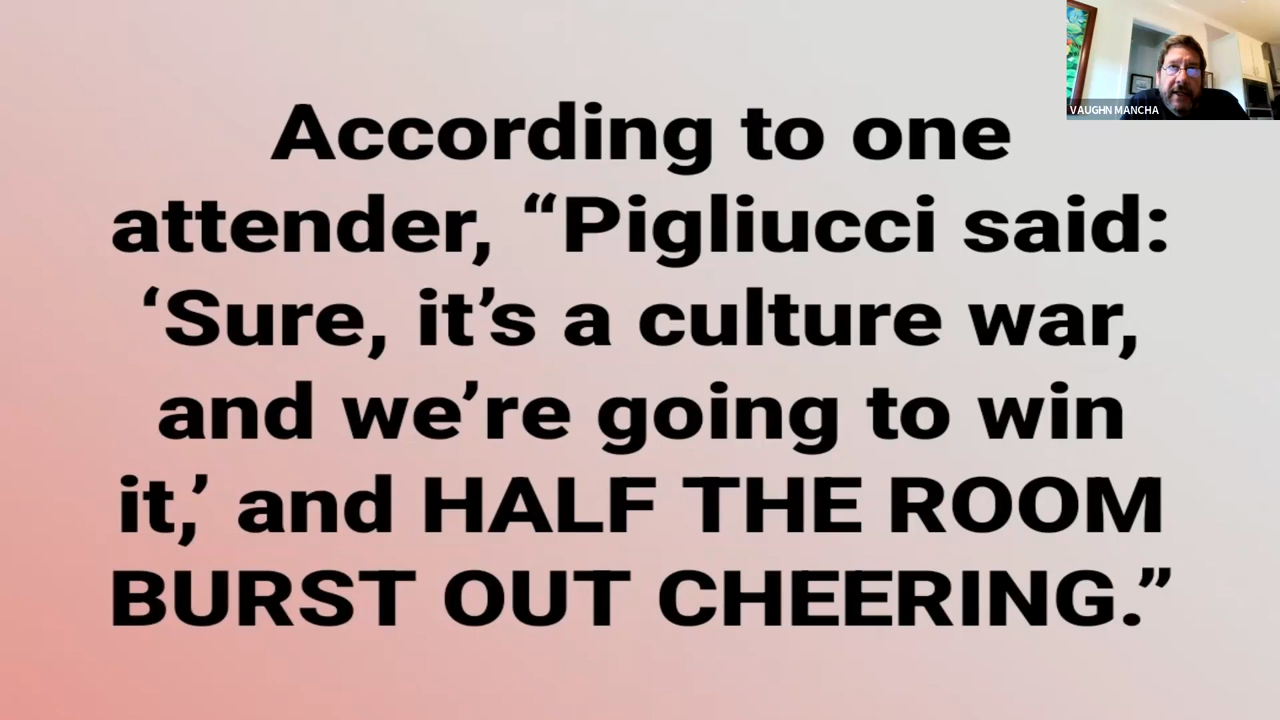 According to one
attender, “Pigliucci said:
‘Sure, it’s a culture war,
and we’re going to win
it,’ and HALF THE ROOM
BURST OUT CHEERING.”
VAUGHN MANCHA